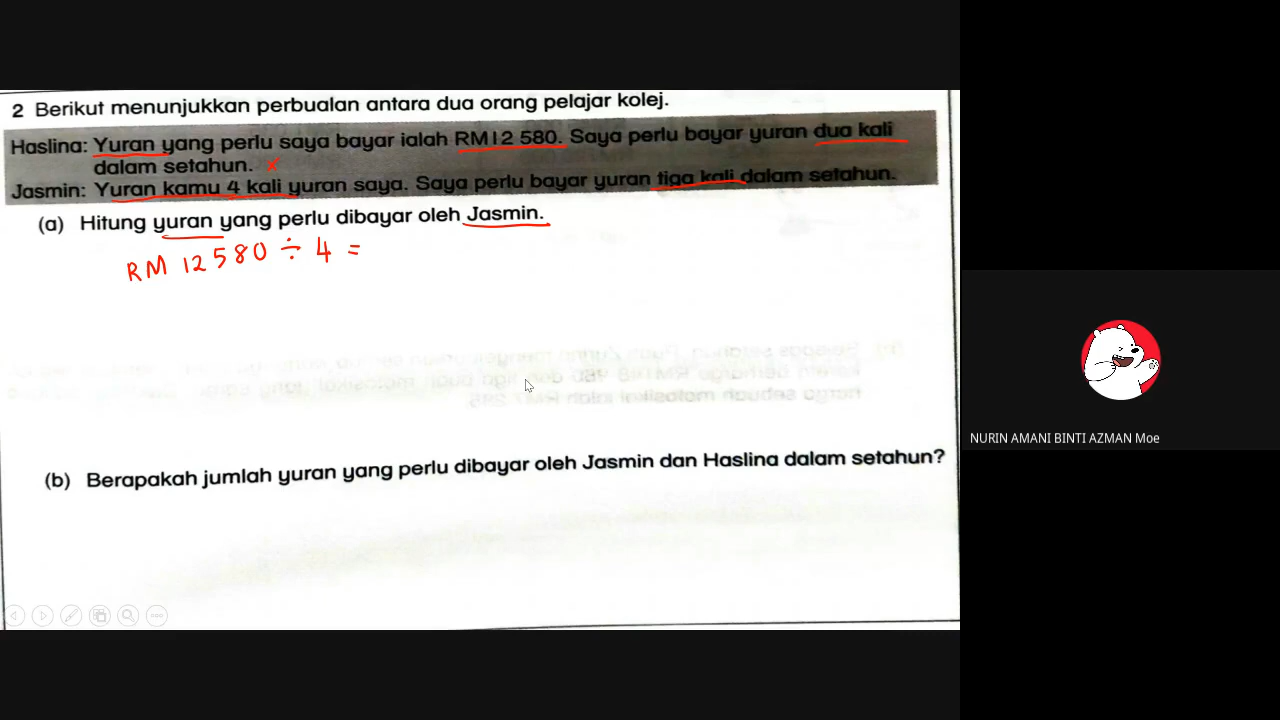 2 Berikut menunjukkan perbualan antara dua orang pelajar kolej.
Haslina: Yuran yang perlu saya bayar ialah RM12 580. Saya perlu bayar yuran dua kali
dalam setahun. x
Jasmin: Yuran kamu 4 kali yuran saya. Saya perlu bayar yuran tiga kali dalam setahun.
(a) Hitung yuran yang perlu dibayar oleh Jasmin.
RM 12580 ÷ 4 =
(b) Berapakah jumlah yuran yang perlu dibayar oleh Jasmin dan Haslina dalam setahun?
NURIN AMANI BINTI AZMAN Moe